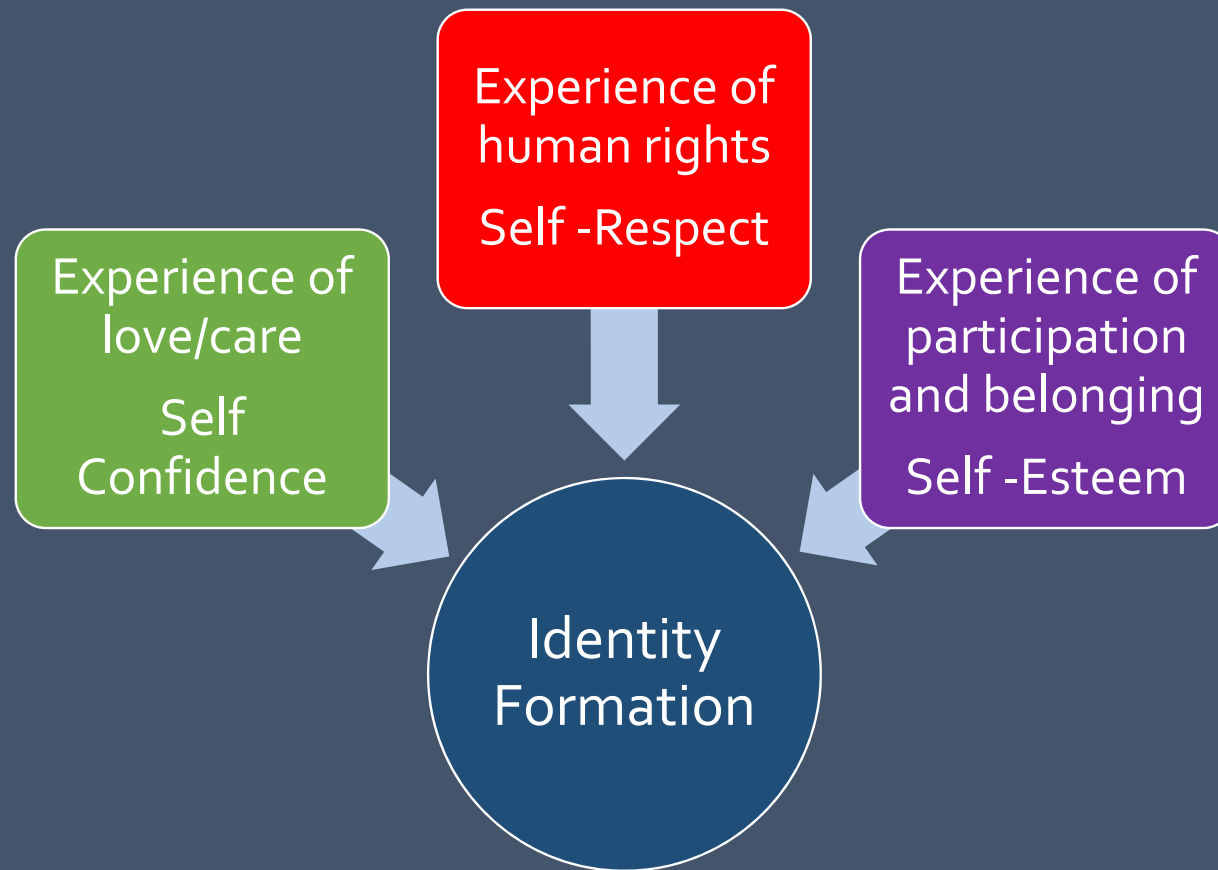 Experience of
human rights
Self -Respect
Experience of
love/care
Self
Confidence
Experience of
participation
and belonging
Self -Esteem
Identity
Formation